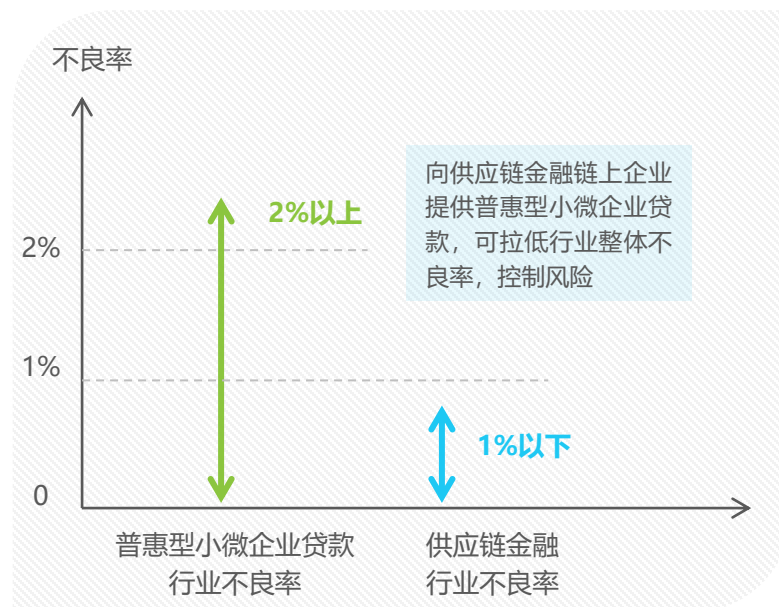 不良率
向供应链金融链上企业
提供普惠型小微企业贷
款，可拉低行业整体不
良率，控制风险
2%以上
2%
1%
1%以下
0
普惠型小微企业贷款
行业不良率
供应链金融
行业不良率